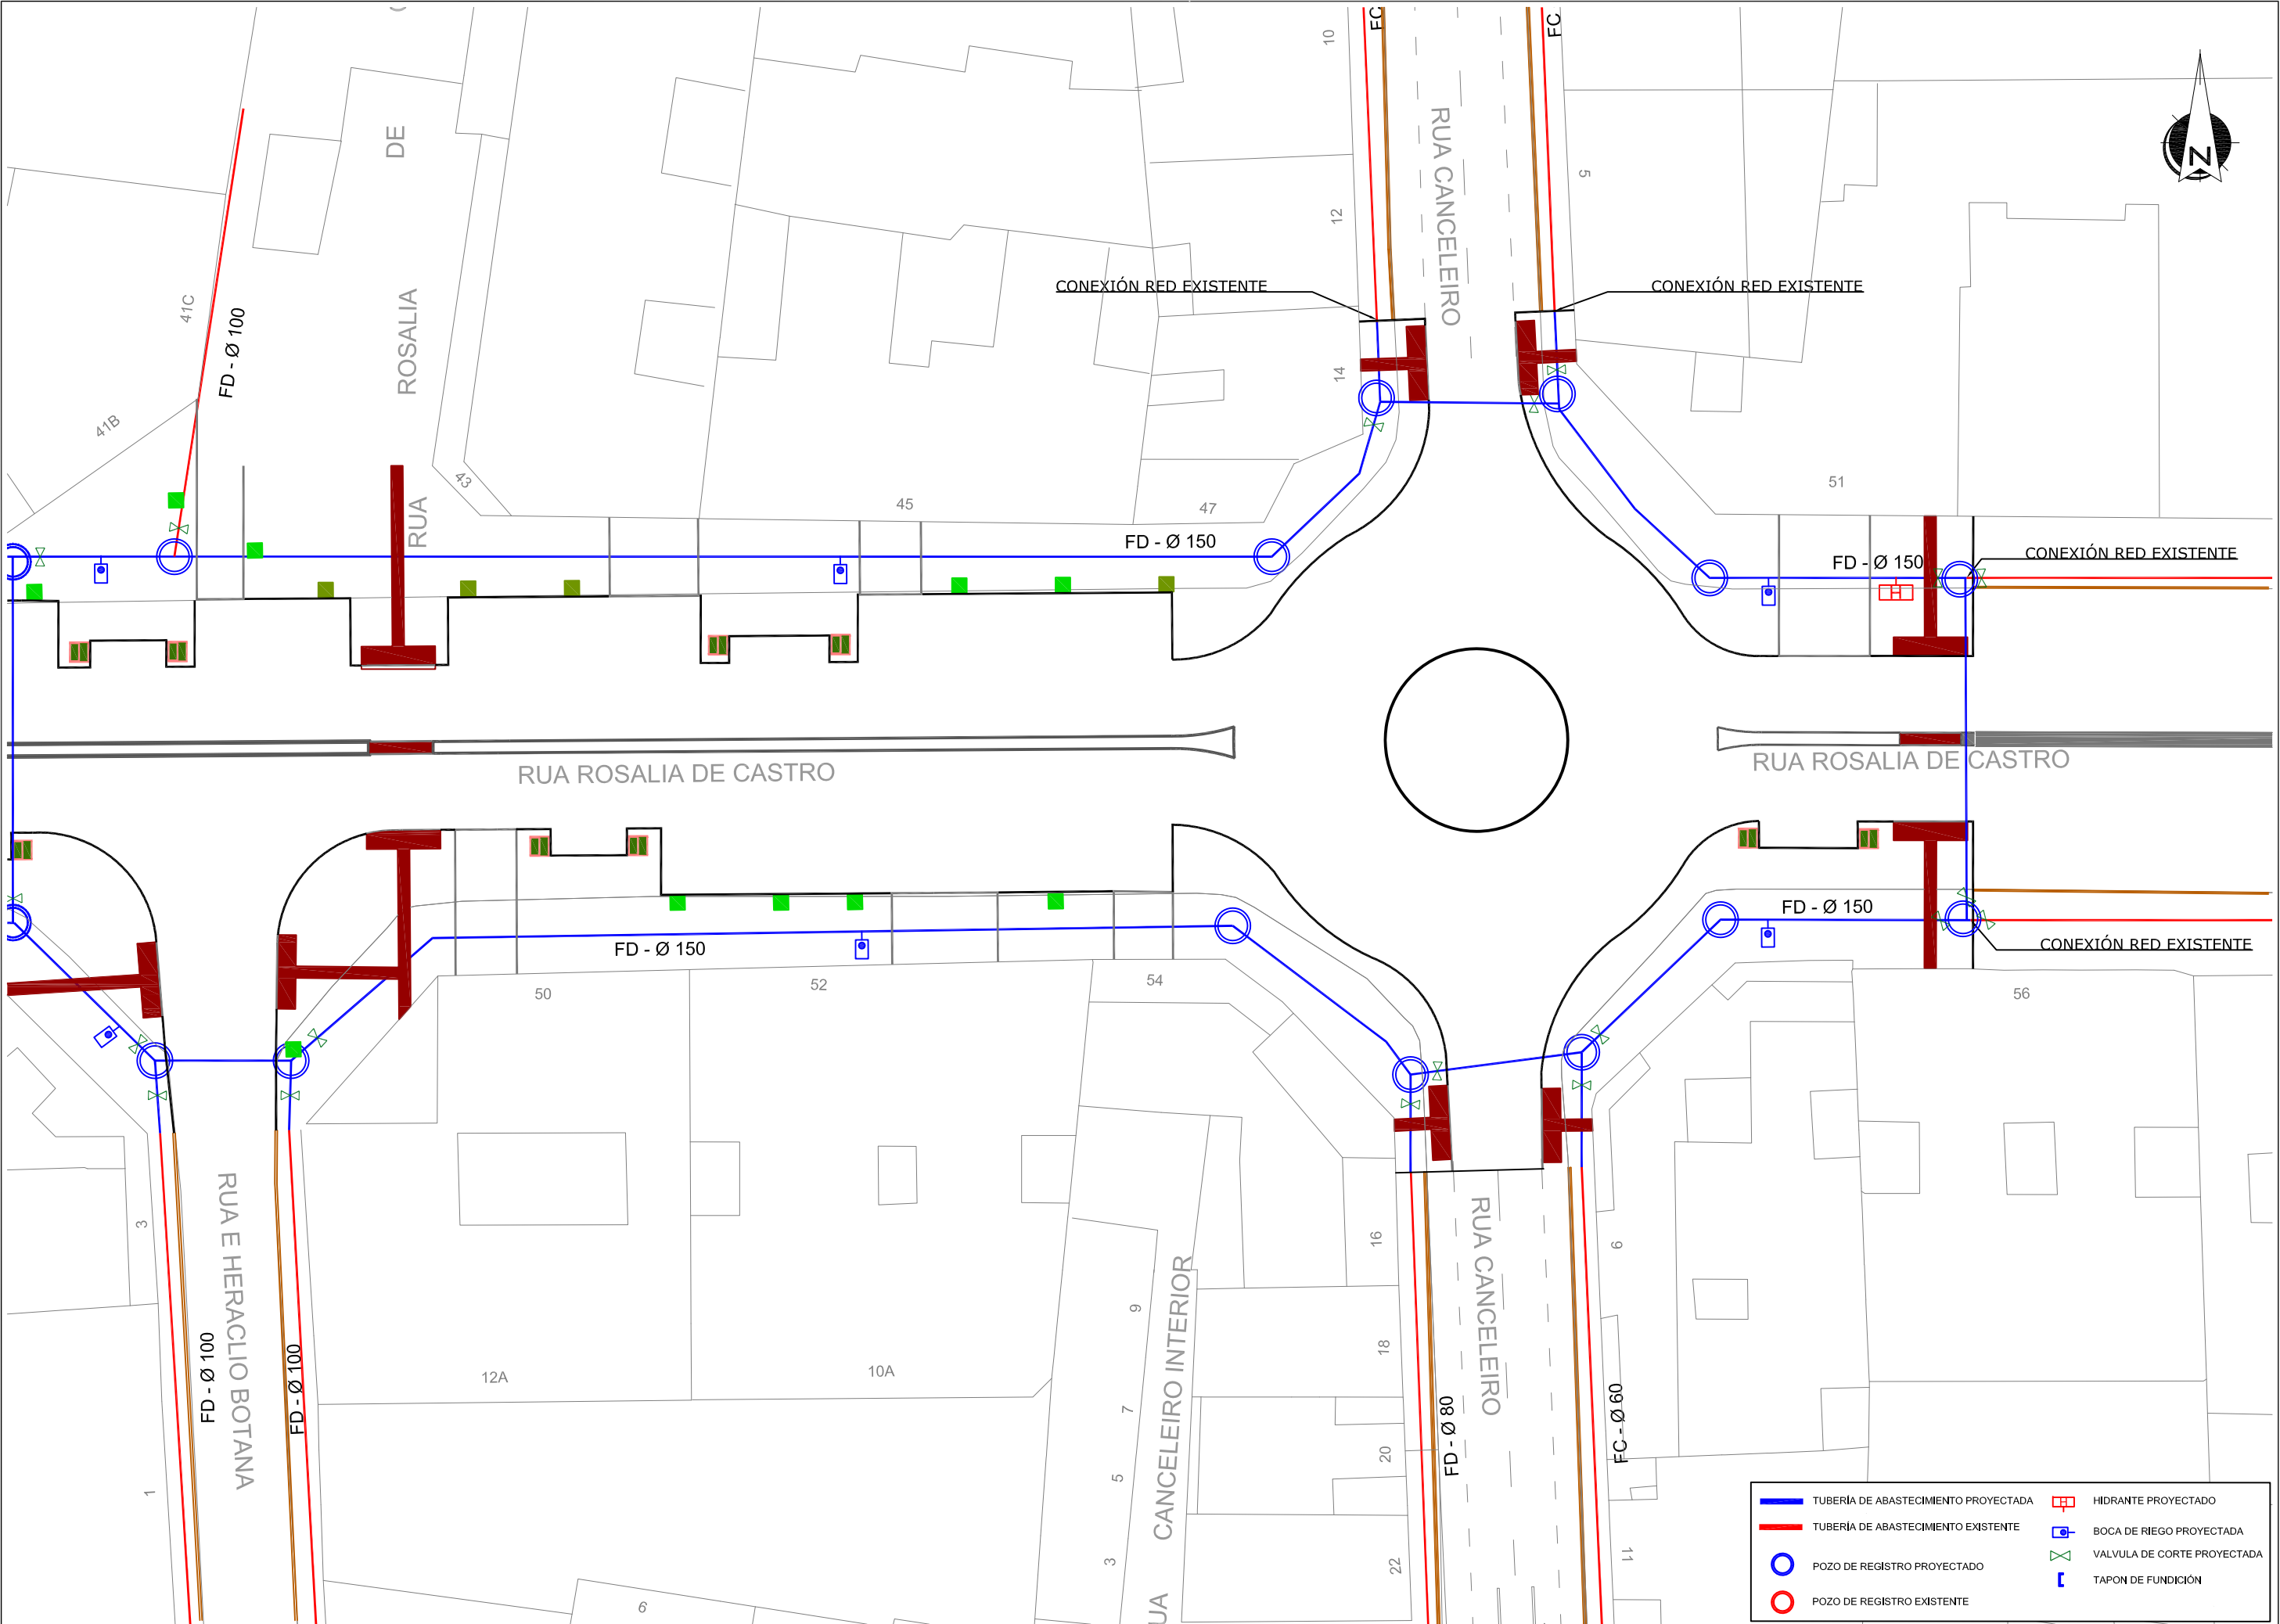 10
FC
FC
DE
RUA CANCELEIRO
5
N
12
CONEXIÓN RED EXISTENTE
CONEXIÓN RED EXISTENTE
41C
FD - Ø 100
ROSALIA
14
41B
43
RUA
45
47
51
FD - Ø 150
FD - Ø 150
CONEXIÓN RED EXISTENTE
H
RUA ROSALIA DE CASTRO
RUA ROSALIA DE CASTRO
FD - Ø 150
FD - Ø 150
CONEXIÓN RED EXISTENTE
50
52
54
56
3
RUA E HERACLIO BOTANA
16
RUA CANCELEIRO
9
9
CANCELEIRO INTERIOR
FD - Ø 100
FD - Ø 100
12A
10A
18
7
FD - Ø 80
FC - Ø 60
20
5
1
3
22
11
6
UA
TUBERÍA DE ABASTECIMIENTO PROYECTADA
TUBERÍA DE ABASTECIMIENTO EXISTENTE
POZO DE REGISTRO PROYECTADO
POZO DE REGISTRO EXISTENTE
H HIDRANTE PROYECTADO
BOCA DE RIEGO PROYECTADA
VALVULA DE CORTE PROYECTADA
TAPON DE FUNDICIÓN